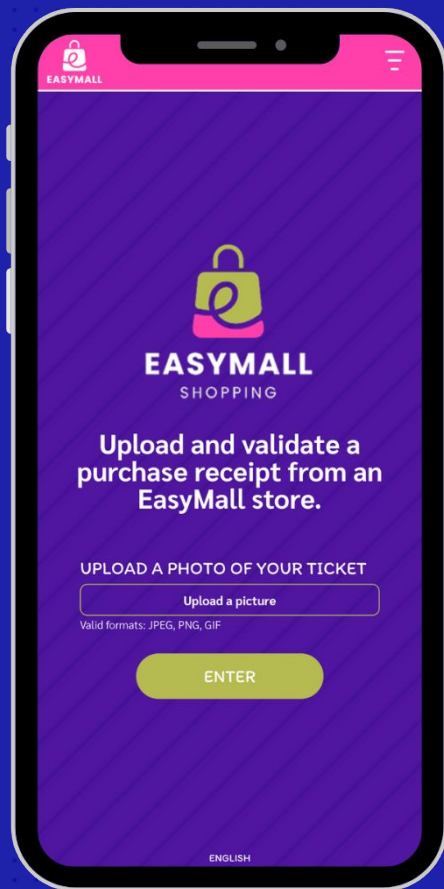 EASYMALL
EASYMALL
SHOPPING
Upload and validate a
purchase receipt from an
EasyMall store.
UPLOAD A PHOTO OF YOUR TICKET
Upload a picture
Valid formats: JPEG, PNG, GIF
ENTER
ENGLISH